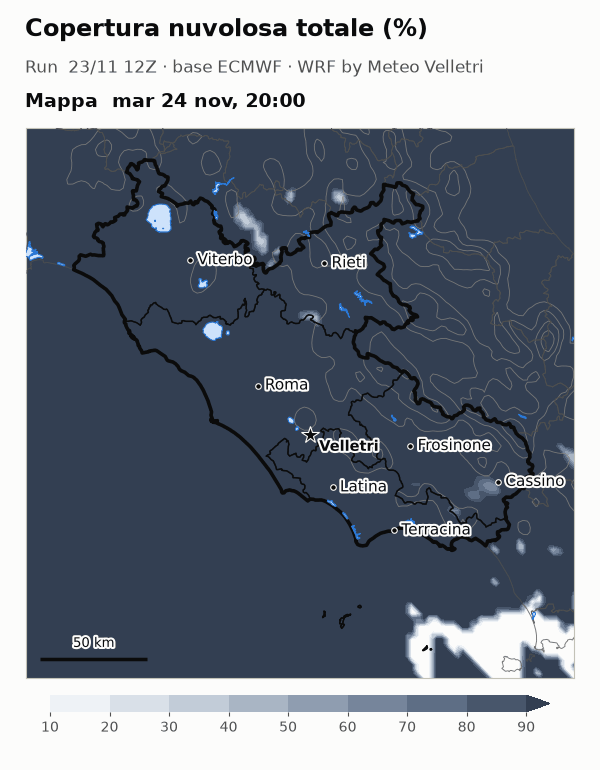 Copertura nuvolosa totale (%)
Run 23/11 12Z · base ECMWF · WRF by Meteo Velletri
Mappa mar 24 nov, 20:00
Viterbo
Rieti
Roma
Velletri
Frosinone
Cassino
Latina
Terracina
50 km
10 20 30 40 50 60 70 80 90